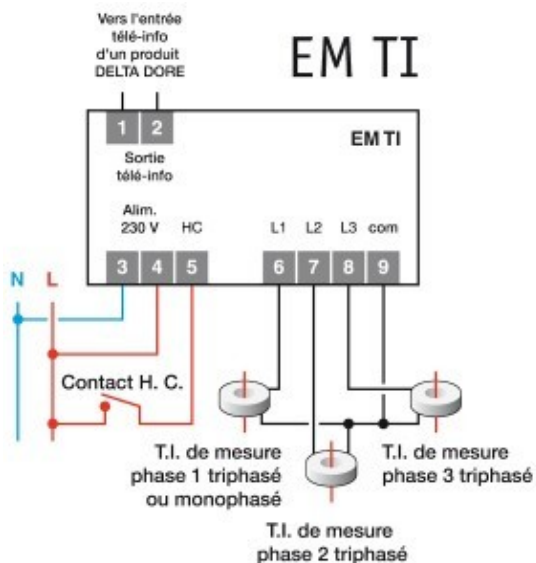 Vers l'entrée
télé-info
d'un produit
DELTA DORE
EM TI
1 2
EM TI
Sortie
télé-info
Alim.
230 V
HC
L1 L2 L3 com
3 4 5 6 7 8 9
N L
Contact H. C.
T.I. de mesure
phase 1 triphasé
ou monophasé
T.I. de mesure
phase 3 triphasé
T.I. de mesure
phase 2 triphasé